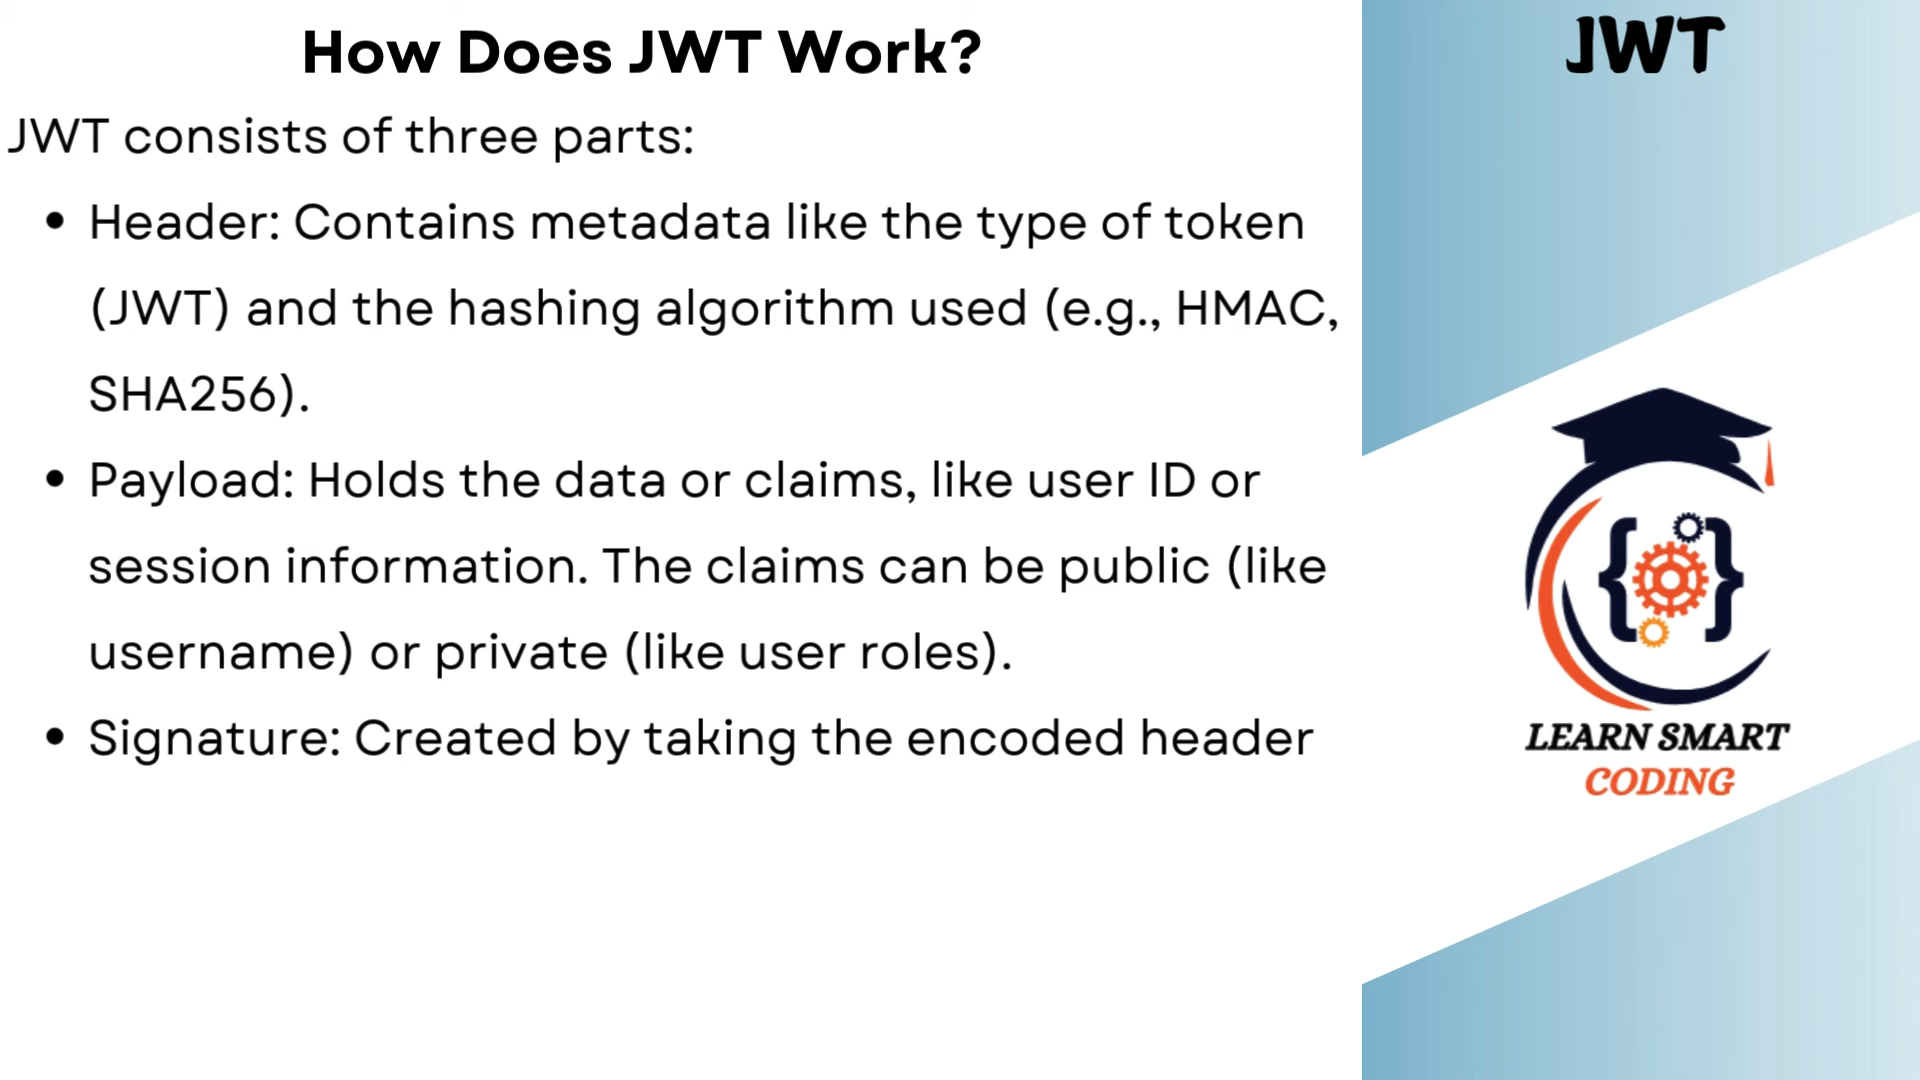 How Does JWT Work?
JWT
JWT consists of three parts:
• Header: Contains metadata like the type of token
(JWT) and the hashing algorithm used (e.g., HMAC,
SHA256).
• Payload: Holds the data or claims, like user ID or
session information. The claims can be public (like
username) or private (like user roles).
• Signature: Created by taking the encoded header
{ }
LEARN SMART
CODING